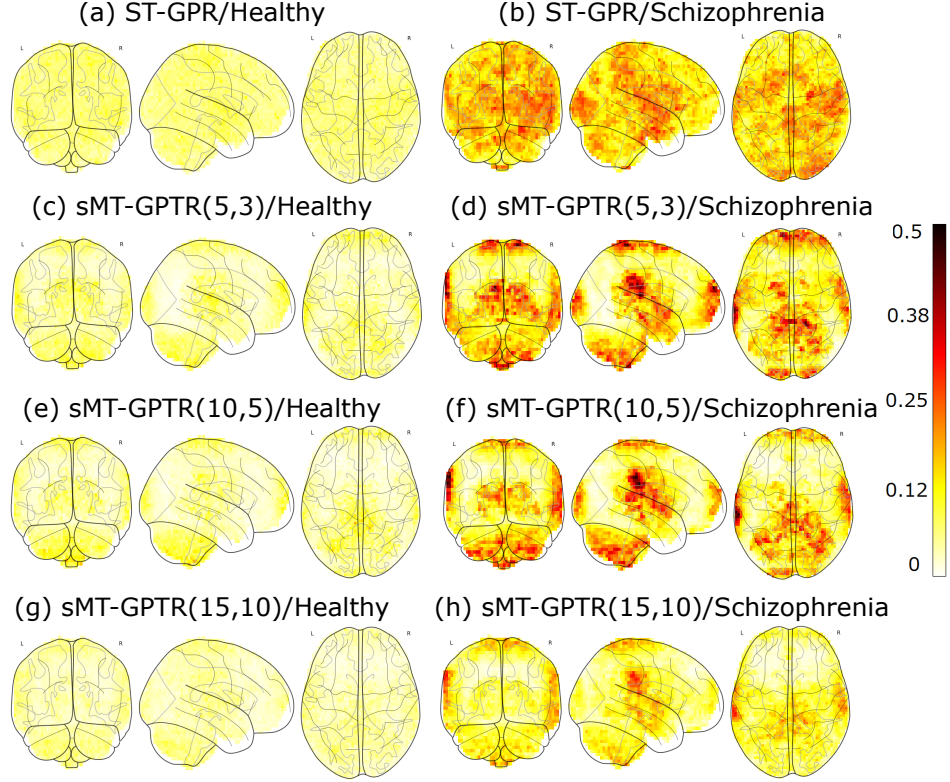 (a) ST-GPR/Healthy
(b) ST-GPR/Schizophrenia
L R L R
L R L R
(c) sMT-GPTR(5,3)/Healthy
(d) sMT-GPTR(5,3)/Schizophrenia
L R L R
L R L R
0.5
0.38
0.25
0.12
0
(e) sMT-GPTR(10,5)/Healthy
(f) sMT-GPTR(10,5)/Schizophrenia
L R L R
L R L R
(g) sMT-GPTR(15,10)/Healthy
(h) sMT-GPTR(15,10)/Schizophrenia
L R L R
L R L R